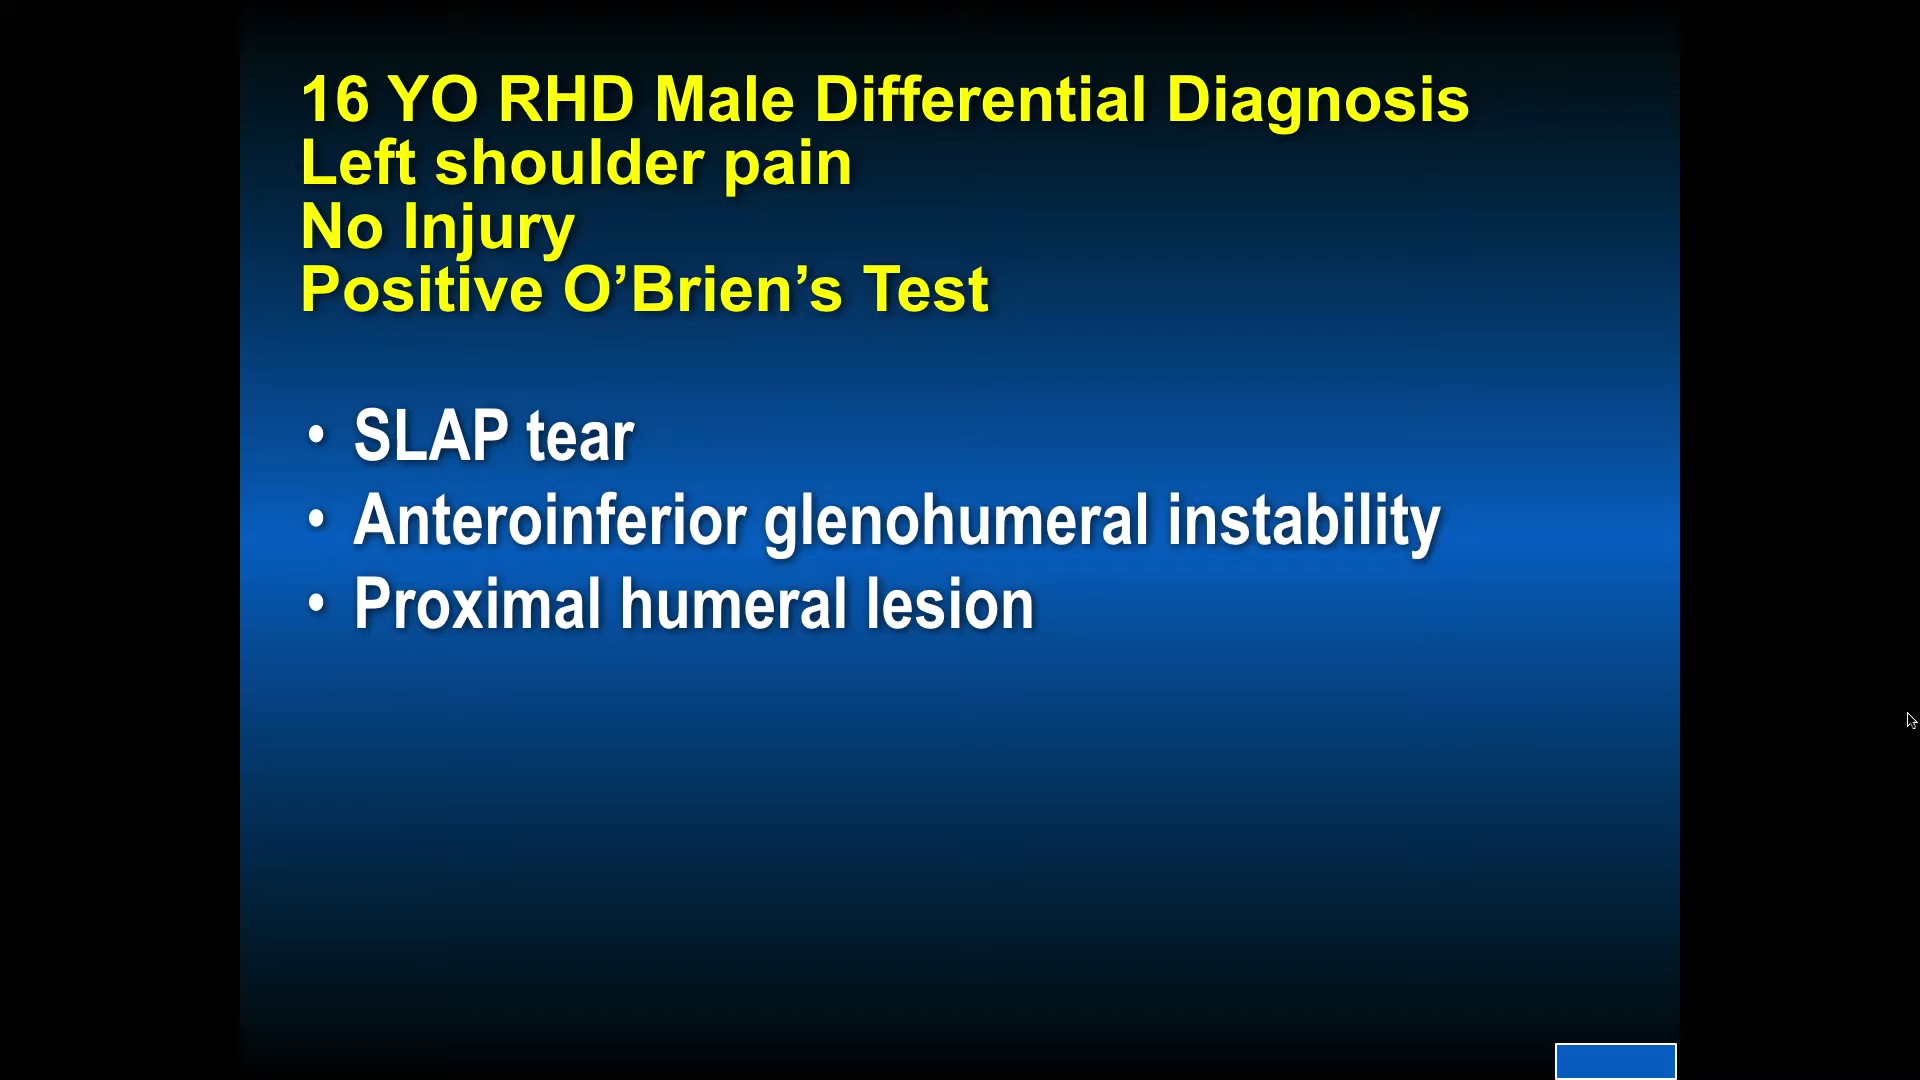 16 YO RHD Male Differential Diagnosis
Left shoulder pain
No Injury
Positive O’Brien’s Test
• SLAP tear
• Anteroinferior glenohumeral instability
• Proximal humeral lesion